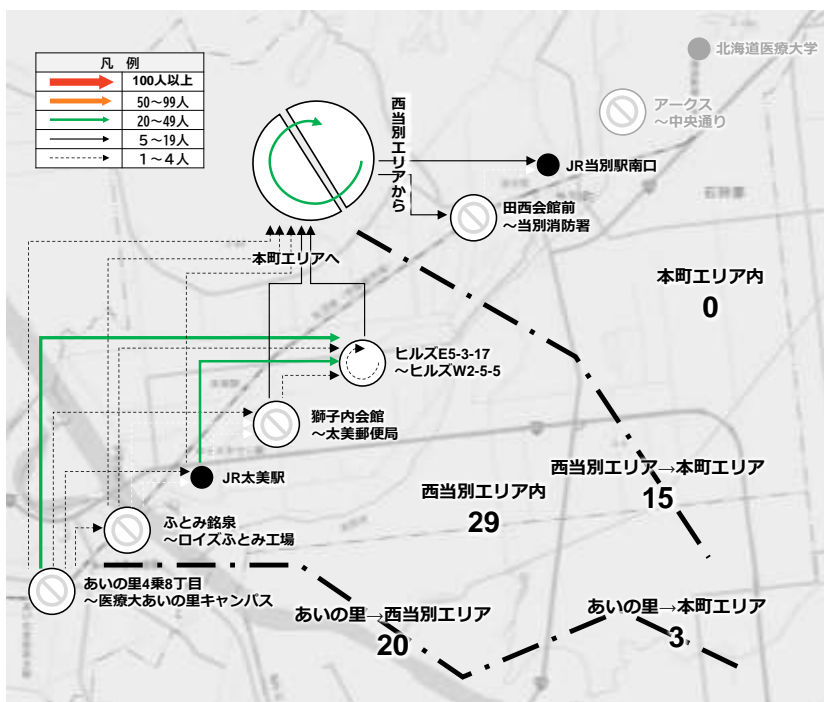 凡 例
100人以上
50～99人
20～49人
５～19人
１～４人
北海道医療大学
アークス
～中央通り
西当別エリアから
JR当別駅南口
田西会館前
～当別消防署
本町エリアへ
本町エリア内
0
ヒルズE5-3-17
～ヒルズW2-5-5
獅子内会館
～太美郵便局
JR太美駅
西当別エリア内
29
西当別エリア→本町エリア
15
ふとみ銘泉
～ロイズふとみ工場
あいの里4乗8丁目
～医療大あいの里キャンパス
あいの里→西当別エリア
20
あいの里→本町エリア
3